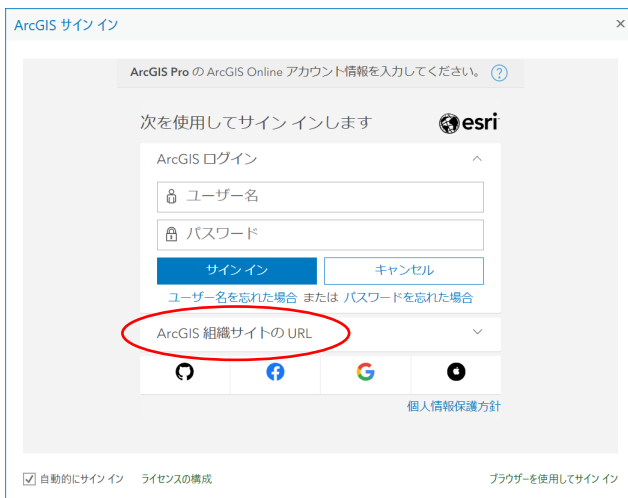 ArcGIS サイン イン
ArcGIS Pro の ArcGIS Online アカウント情報を入力してください。 ?
次を使用してサイン インします esri
ArcGIS ログイン
ユーザー名
パスワード
サイン イン キャンセル
ユーザー名を忘れた場合 または パスワードを忘れた場合
ArcGIS 組織サイトの URL
個人情報保護方針
自動的にサイン イン ライセンスの構成 ブラウザーを使用してサイン イン